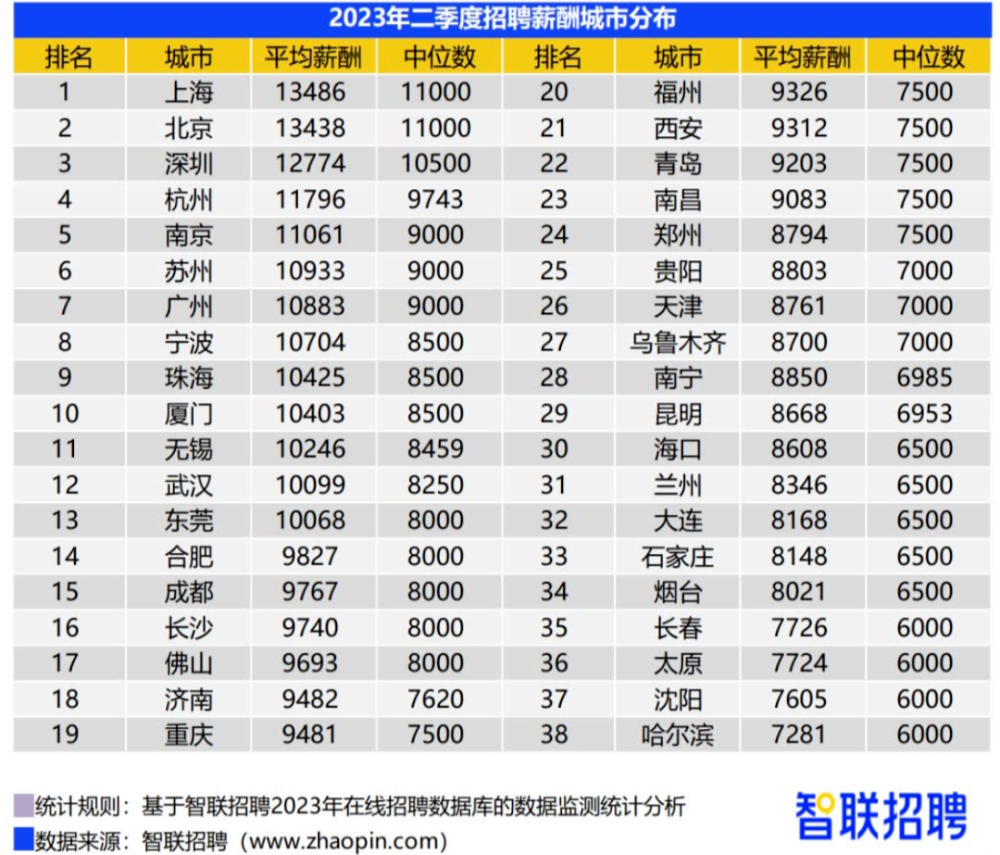 2023年二季度招聘薪酬城市分布
排名 城市 平均薪酬 中位数 排名 城市 平均薪酬 中位数
1 上海 13486 11000 20 福州 9326 7500
2 北京 13438 11000 21 西安 9312 7500
3 深圳 12774 10500 22 青岛 9203 7500
4 杭州 11796 9743 23 南昌 9083 7500
5 南京 11061 9000 24 郑州 8794 7500
6 苏州 10933 9000 25 贵阳 8803 7000
7 广州 10883 9000 26 天津 8761 7000
8 宁波 10704 8500 27 乌鲁木齐 8700 7000
9 珠海 10425 8500 28 南宁 8850 6985
10 厦门 10403 8500 29 昆明 8668 6953
11 无锡 10246 8459 30 海口 8608 6500
12 武汉 10099 8250 31 兰州 8346 6500
13 东莞 10068 8000 32 大连 8168 6500
14 合肥 9827 8000 33 石家庄 8148 6500
15 成都 9767 8000 34 烟台 8021 6500
16 长沙 9740 8000 35 长春 7726 6000
17 佛山 9693 8000 36 太原 7724 6000
18 济南 9482 7620 37 沈阳 7605 6000
19 重庆 9481 7500 38 哈尔滨 7281 6000
统计规则：基于智联招聘2023年在线招聘数据库的数据监测统计分析
数据来源：智联招聘（www.zhaopin.com）
智联招聘